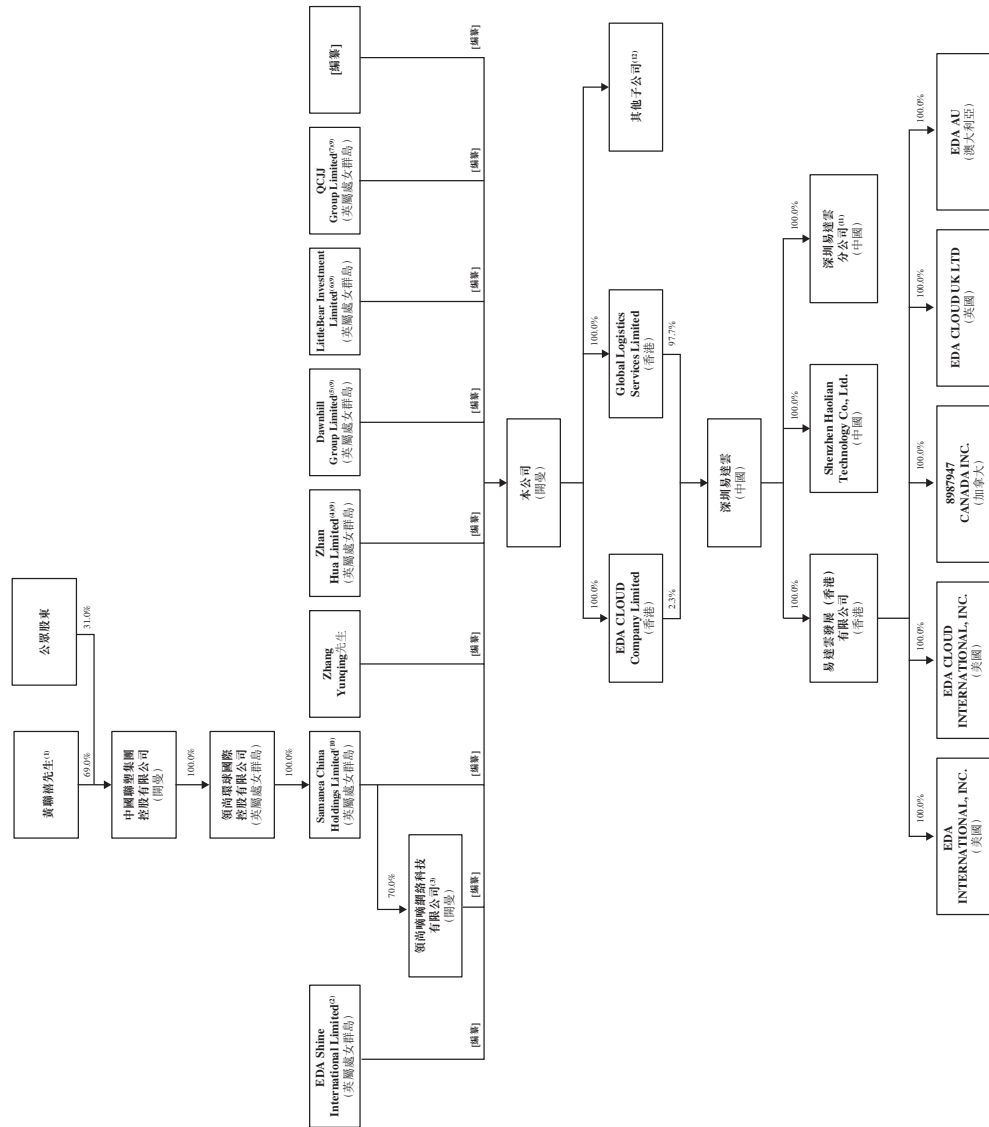 黃聯禧先生(1)
公眾股東
69.0%
31.0%
中國聯塑集團
控股有限公司
(開曼)
100.0%
領尚環球國際
控股有限公司
(英屬處女群島)
100.0%
EDA Shine
International Limited(2)
(英屬處女群島)
Samanea China
Holdings Limited(10)
(英屬處女群島)
Zhang
Yunqing先生
Zhan
Hua Limited(4)(9)
(英屬處女群島)
Dawnhill
Group Limited(5)(9)
(英屬處女群島)
LittleBear Investment
Limited(6)(9)
(英屬處女群島)
QCJJ
Group Limited(7)(9)
(英屬處女群島)
[編纂]
70.0%
領尚嘀嘀網絡科技
有限公司(3)
(開曼)
[編纂]
[編纂]
[編纂]
[編纂]
[編纂]
[編纂]
[編纂]
[編纂]
[編纂]
本公司
(開曼)
100.0%
100.0%
EDA CLOUD
Company Limited
(香港)
Global Logistics
Services Limited
(香港)
其他子公司(12)
2.3%
97.7%
深圳易達雲
(中國)
100.0%
100.0%
100.0%
易達雲發展(香港)
有限公司
(香港)
Shenzhen Haolian
Technology Co., Ltd.
(中國)
深圳易達雲
分公司(11)
(中國)
100.0%
100.0%
100.0%
100.0%
100.0%
EDA
INTERNATIONAL, INC.
(美國)
EDA CLOUD
INTERNATIONAL, INC.
(美國)
8987947
CANADA INC.
(加拿大)
EDA CLOUD UK LTD
(英國)
EDA AU
(澳大利亞)